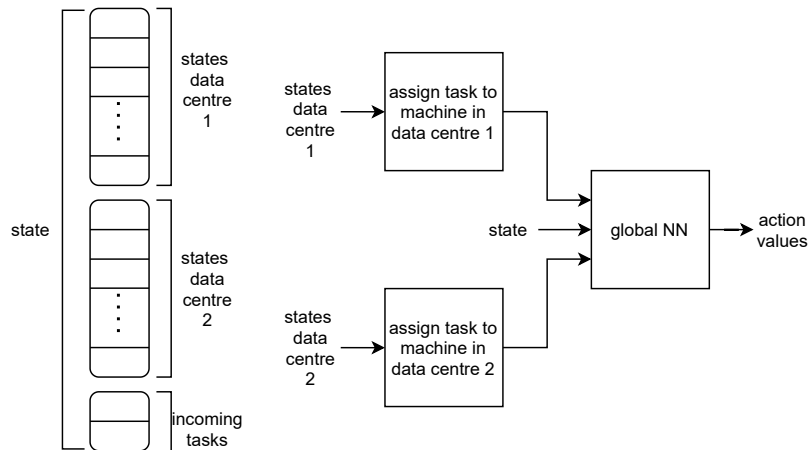 state
states
data
centre
1
states
data
centre
2
incoming
tasks
states
data
centre
1
assign task to
machine in
data centre 1
state
states
data
centre
2
assign task to
machine in
data centre 2
global NN
action
values